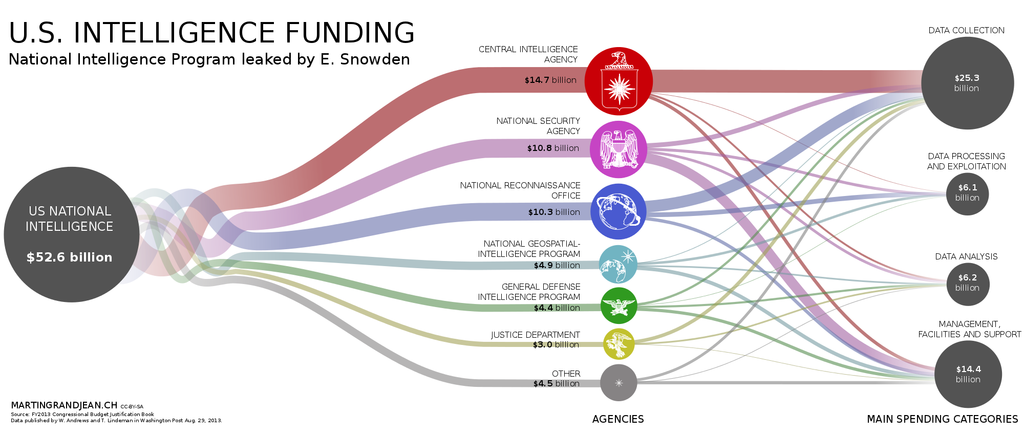 U.S. INTELLIGENCE FUNDING
National Intelligence Program leaked by E. Snowden
US NATIONAL
INTELLIGENCE
$52.6 billion
CENTRAL INTELLIGENCE
AGENCY
$14.7 billion
NATIONAL SECURITY
AGENCY
$10.8 billion
NATIONAL RECONNAISSANCE
OFFICE
$10.3 billion
NATIONAL GEOSPATIAL-
INTELLIGENCE PROGRAM
$4.9 billion
GENERAL DEFENSE
INTELLIGENCE PROGRAM
$4.4 billion
JUSTICE DEPARTMENT
$3.0 billion
OTHER
$4.5 billion
AGENCIES
DATA COLLECTION
$25.3
billion
DATA PROCESSING
AND EXPLOITATION
$6.1
billion
DATA ANALYSIS
$6.2
billion
MANAGEMENT,
FACILITIES AND SUPPORT
$14.4
billion
MAIN SPENDING CATEGORIES
MARTINGRANDJEAN.CH CC-BY-SA
Source: FY2013 Congressional Budget Justification Book
Data published by W. Andrews and T. Lindeman in Washington Post Aug. 29, 2013.